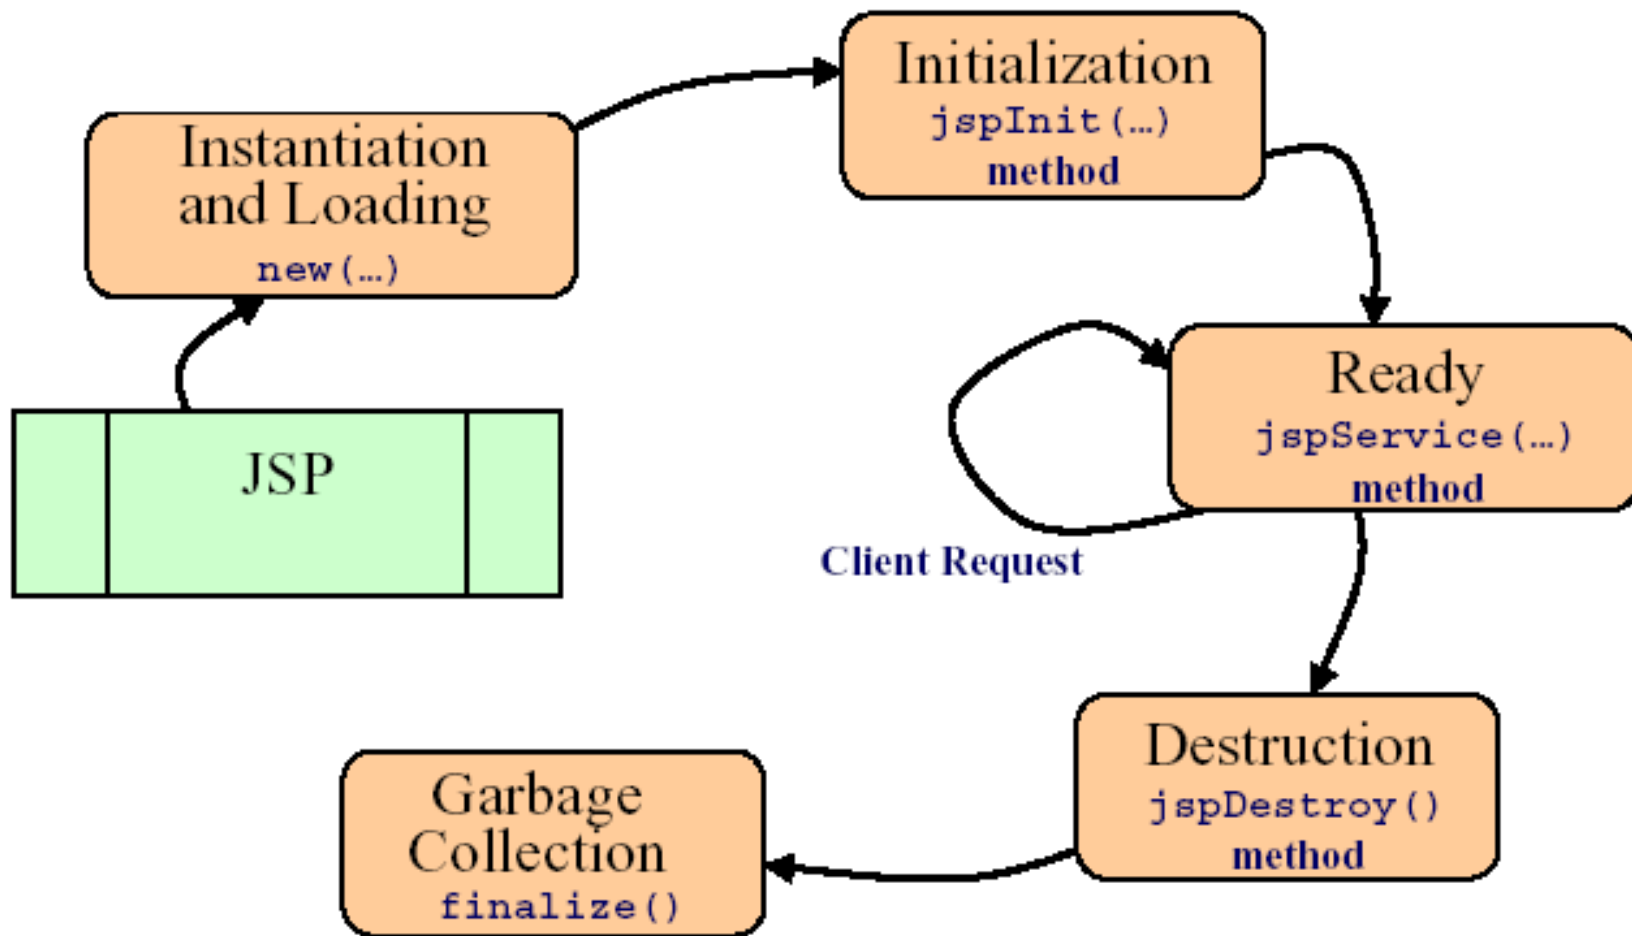 Initialization
jspInit(…)
method
Instantiation
and Loading
new(…)
Ready
jspService(…)
method
JSP
Client Request
Destruction
jspDestroy()
method
Garbage
Collection
finalize()